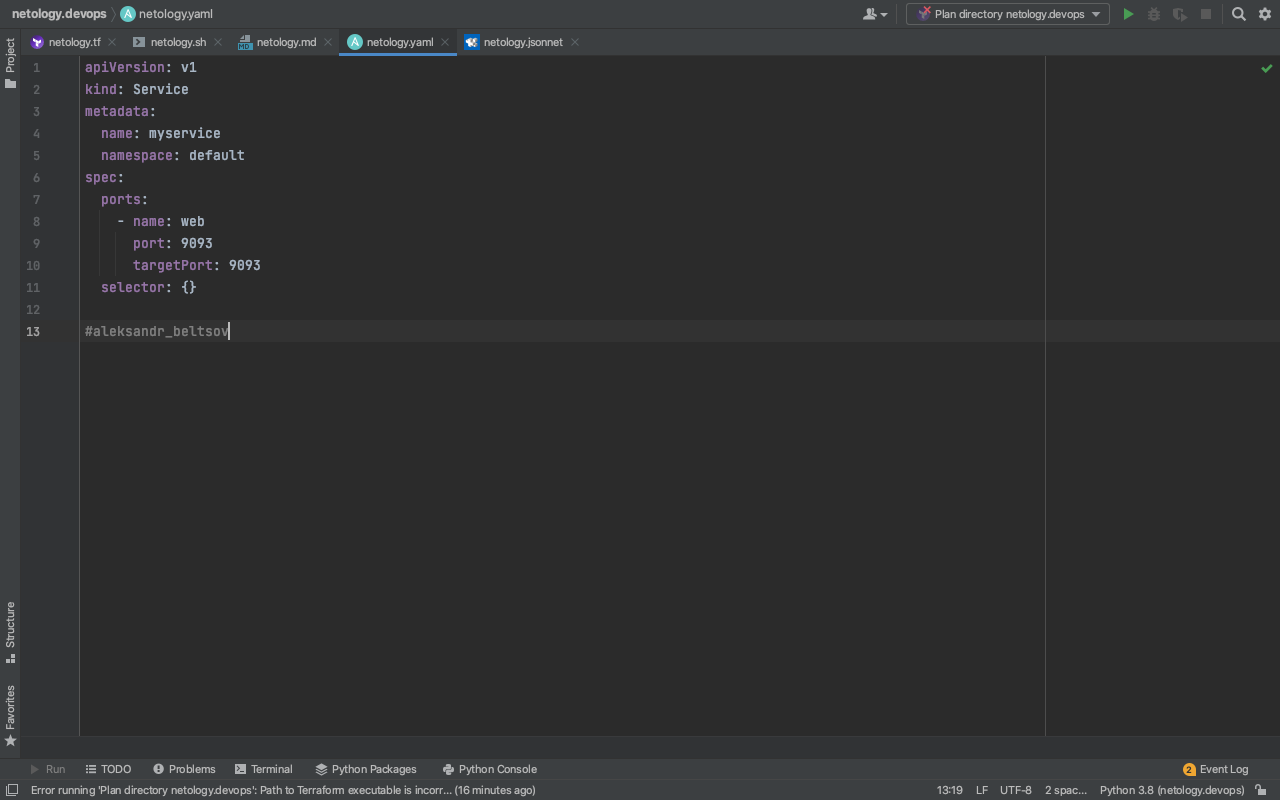 netology.devops netology.yaml Plan directory netology.devops
netology.tf netology.sh netology.md netology.yaml netology.jsonnet
Project
1 apiVersion: v1
2 kind: Service
3 metadata:
4   name: myservice
5   namespace: default
6 spec:
7   ports:
8     - name: web
9       port: 9093
10       targetPort: 9093
11   selector: {}
12
13 #aleksandr_beltsov
Structure
Favorites
Run TODO Problems Terminal Python Packages Python Console 2 Event Log
Error running 'Plan directory netology.devops': Path to Terraform executable is incorr... (16 minutes ago) 13:19 LF UTF-8 2 spac... Python 3.8 (netology.devops)